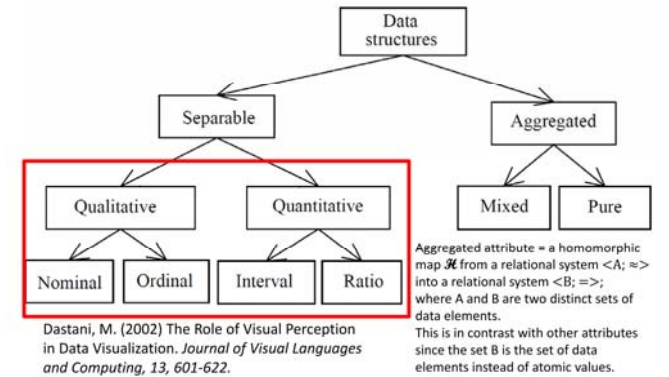 Data
structures
Separable
Aggregated
Qualitative
Quantitative
Mixed
Pure
Nominal
Ordinal
Interval
Ratio
Aggregated attribute = a homomorphic
map ℋ from a relational system <A; ≈>
into a relational system <B; =>;
where A and B are two distinct sets of
data elements.
This is in contrast with other attributes
since the set B is the set of data
elements instead of atomic values.
Dastani, M. (2002) The Role of Visual Perception
in Data Visualization. Journal of Visual Languages
and Computing, 13, 601-622.